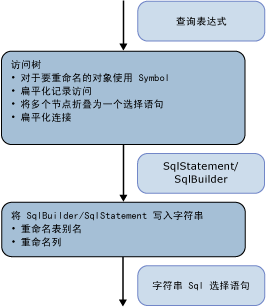 查询表达式
访问树
• 对于要重命名的对象使用 Symbol
• 扁平化记录访问
• 将多个节点折叠为一个选择语句
• 扁平化连接
SqlStatement/
SqlBuilder
将 SqlBuilder/SqlStatement 写入字符串
• 重命名表别名
• 重命名列
字符串 Sql 选择语句